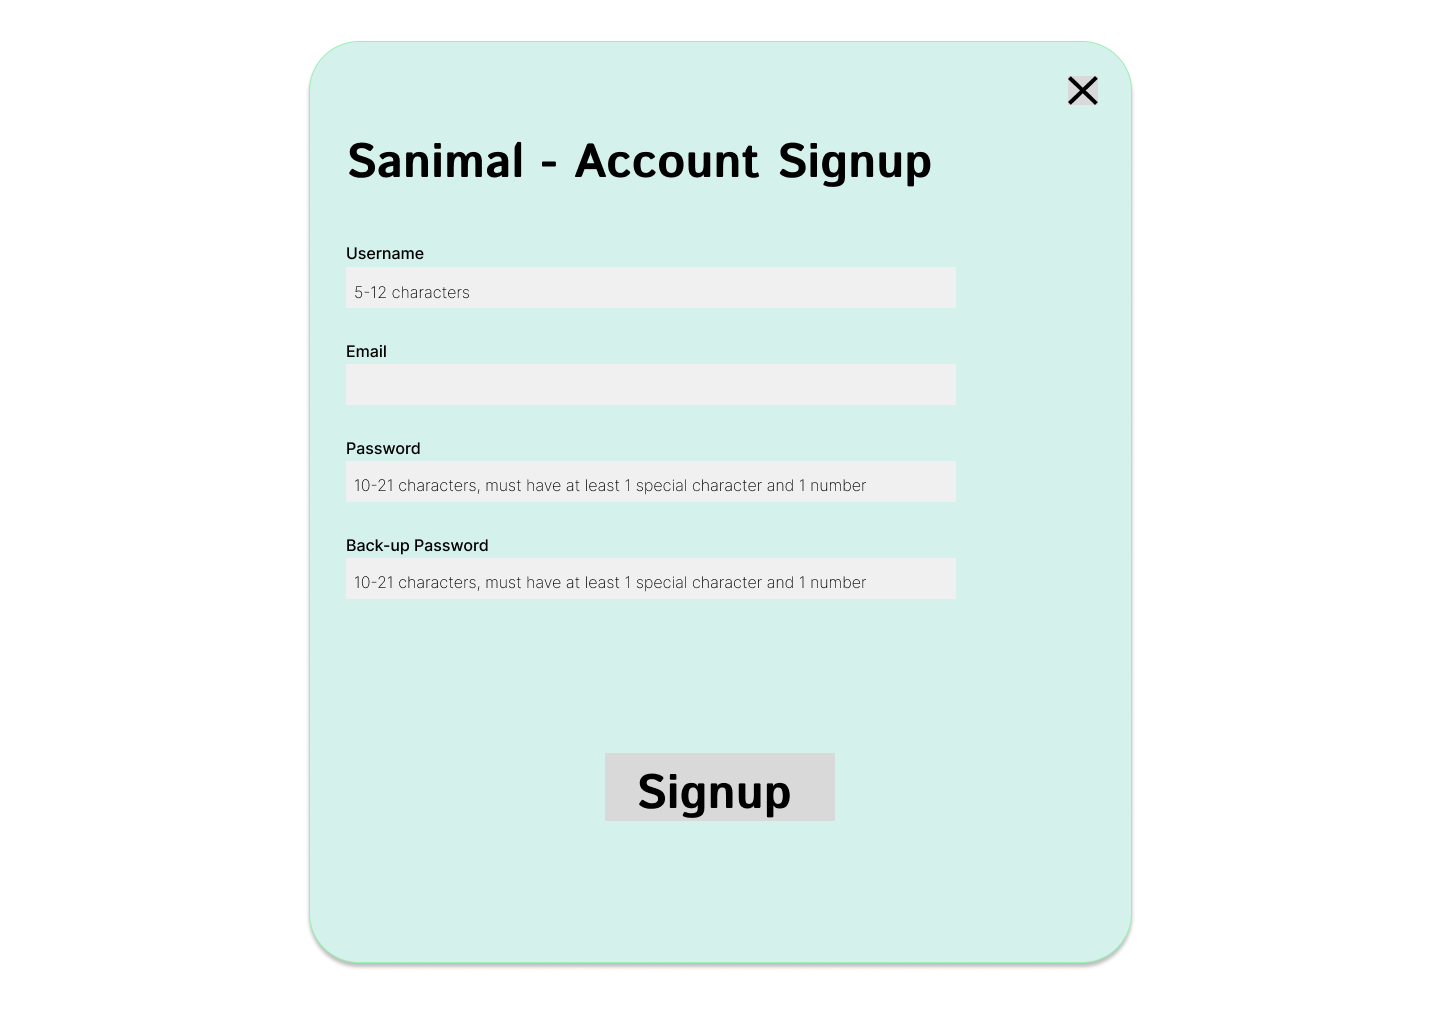 Sanimal - Account Signup
Username
5-12 characters
Email
Password
10-21 characters, must have at least 1 special character and 1 number
Back-up Password
10-21 characters, must have at least 1 special character and 1 number
Signup